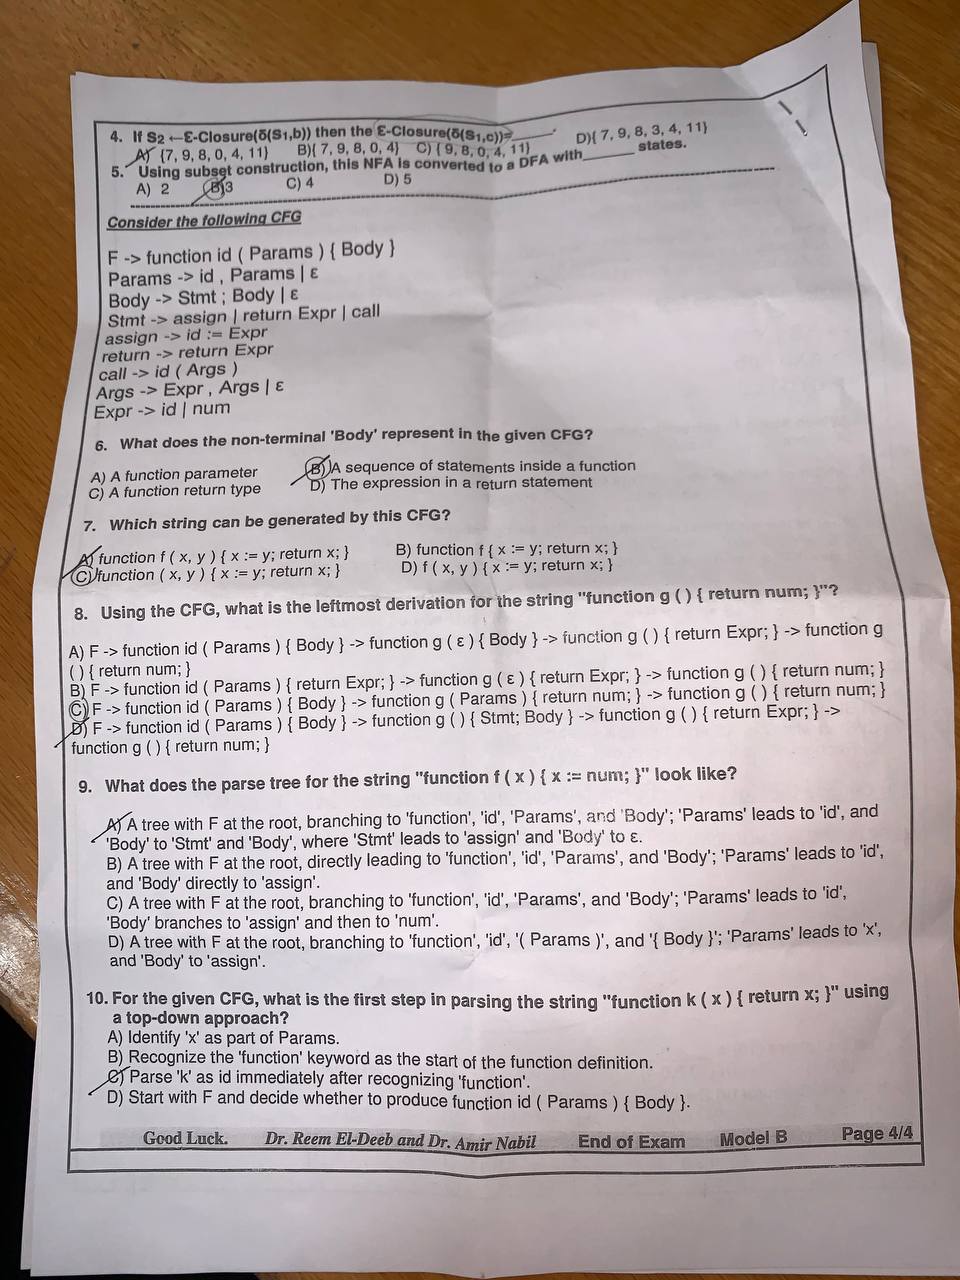 4. If S2 ←Ɛ-Closure(δ(S1,b)) then the Ɛ-Closure(δ(S1,c))=______.
A) {7, 9, 8, 0, 4, 11} B){ 7, 9, 8, 0, 4} C) { 9, 8, 0, 4, 11} D){ 7, 9, 8, 3, 4, 11}
5. Using subset construction, this NFA is converted to a DFA with______ states.
A) 2 B)3 C) 4 D) 5
Consider the following CFG
F -> function id ( Params ) { Body }
Params -> id , Params | ε
Body -> Stmt ; Body | ε
Stmt -> assign | return Expr | call
assign -> id := Expr
return -> return Expr
call -> id ( Args )
Args -> Expr , Args | ε
Expr -> id | num
6. What does the non-terminal 'Body' represent in the given CFG?
A) A function parameter B) A sequence of statements inside a function
C) A function return type D) The expression in a return statement
7. Which string can be generated by this CFG?
A) function f ( x, y ) { x := y; return x; } B) function f { x := y; return x; }
C) function ( x, y ) { x := y; return x; } D) f ( x, y ) { x := y; return x; }
8. Using the CFG, what is the leftmost derivation for the string "function g ( ) { return num; }"?
A) F -> function id ( Params ) { Body } -> function g ( ε ) { Body } -> function g ( ) { return Expr; } -> function g
( ) { return num; }
B) F -> function id ( Params ) { return Expr; } -> function g ( ε ) { return Expr; } -> function g ( ) { return num; }
C) F -> function id ( Params ) { Body } -> function g ( Params ) { return num; } -> function g ( ) { return num; }
D) F -> function id ( Params ) { Body } -> function g ( ) { Stmt; Body } -> function g ( ) { return Expr; } ->
function g ( ) { return num; }
9. What does the parse tree for the string "function f ( x ) { x := num; }" look like?
A) A tree with F at the root, branching to 'function', 'id', 'Params', and 'Body'; 'Params' leads to 'id', and
'Body' to 'Stmt' and 'Body', where 'Stmt' leads to 'assign' and 'Body' to ε.
B) A tree with F at the root, directly leading to 'function', 'id', 'Params', and 'Body'; 'Params' leads to 'id',
and 'Body' directly to 'assign'.
C) A tree with F at the root, branching to 'function', 'id', 'Params', and 'Body'; 'Params' leads to 'id',
'Body' branches to 'assign' and then to 'num'.
D) A tree with F at the root, branching to 'function', 'id', '( Params )', and '{ Body }'; 'Params' leads to 'x',
and 'Body' to 'assign'.
10. For the given CFG, what is the first step in parsing the string "function k ( x ) { return x; }" using
a top-down approach?
A) Identify 'x' as part of Params.
B) Recognize the 'function' keyword as the start of the function definition.
C) Parse 'k' as id immediately after recognizing 'function'.
D) Start with F and decide whether to produce function id ( Params ) { Body }.
Good Luck. Dr. Reem El-Deeb and Dr. Amir Nabil End of Exam Model B Page 4/4